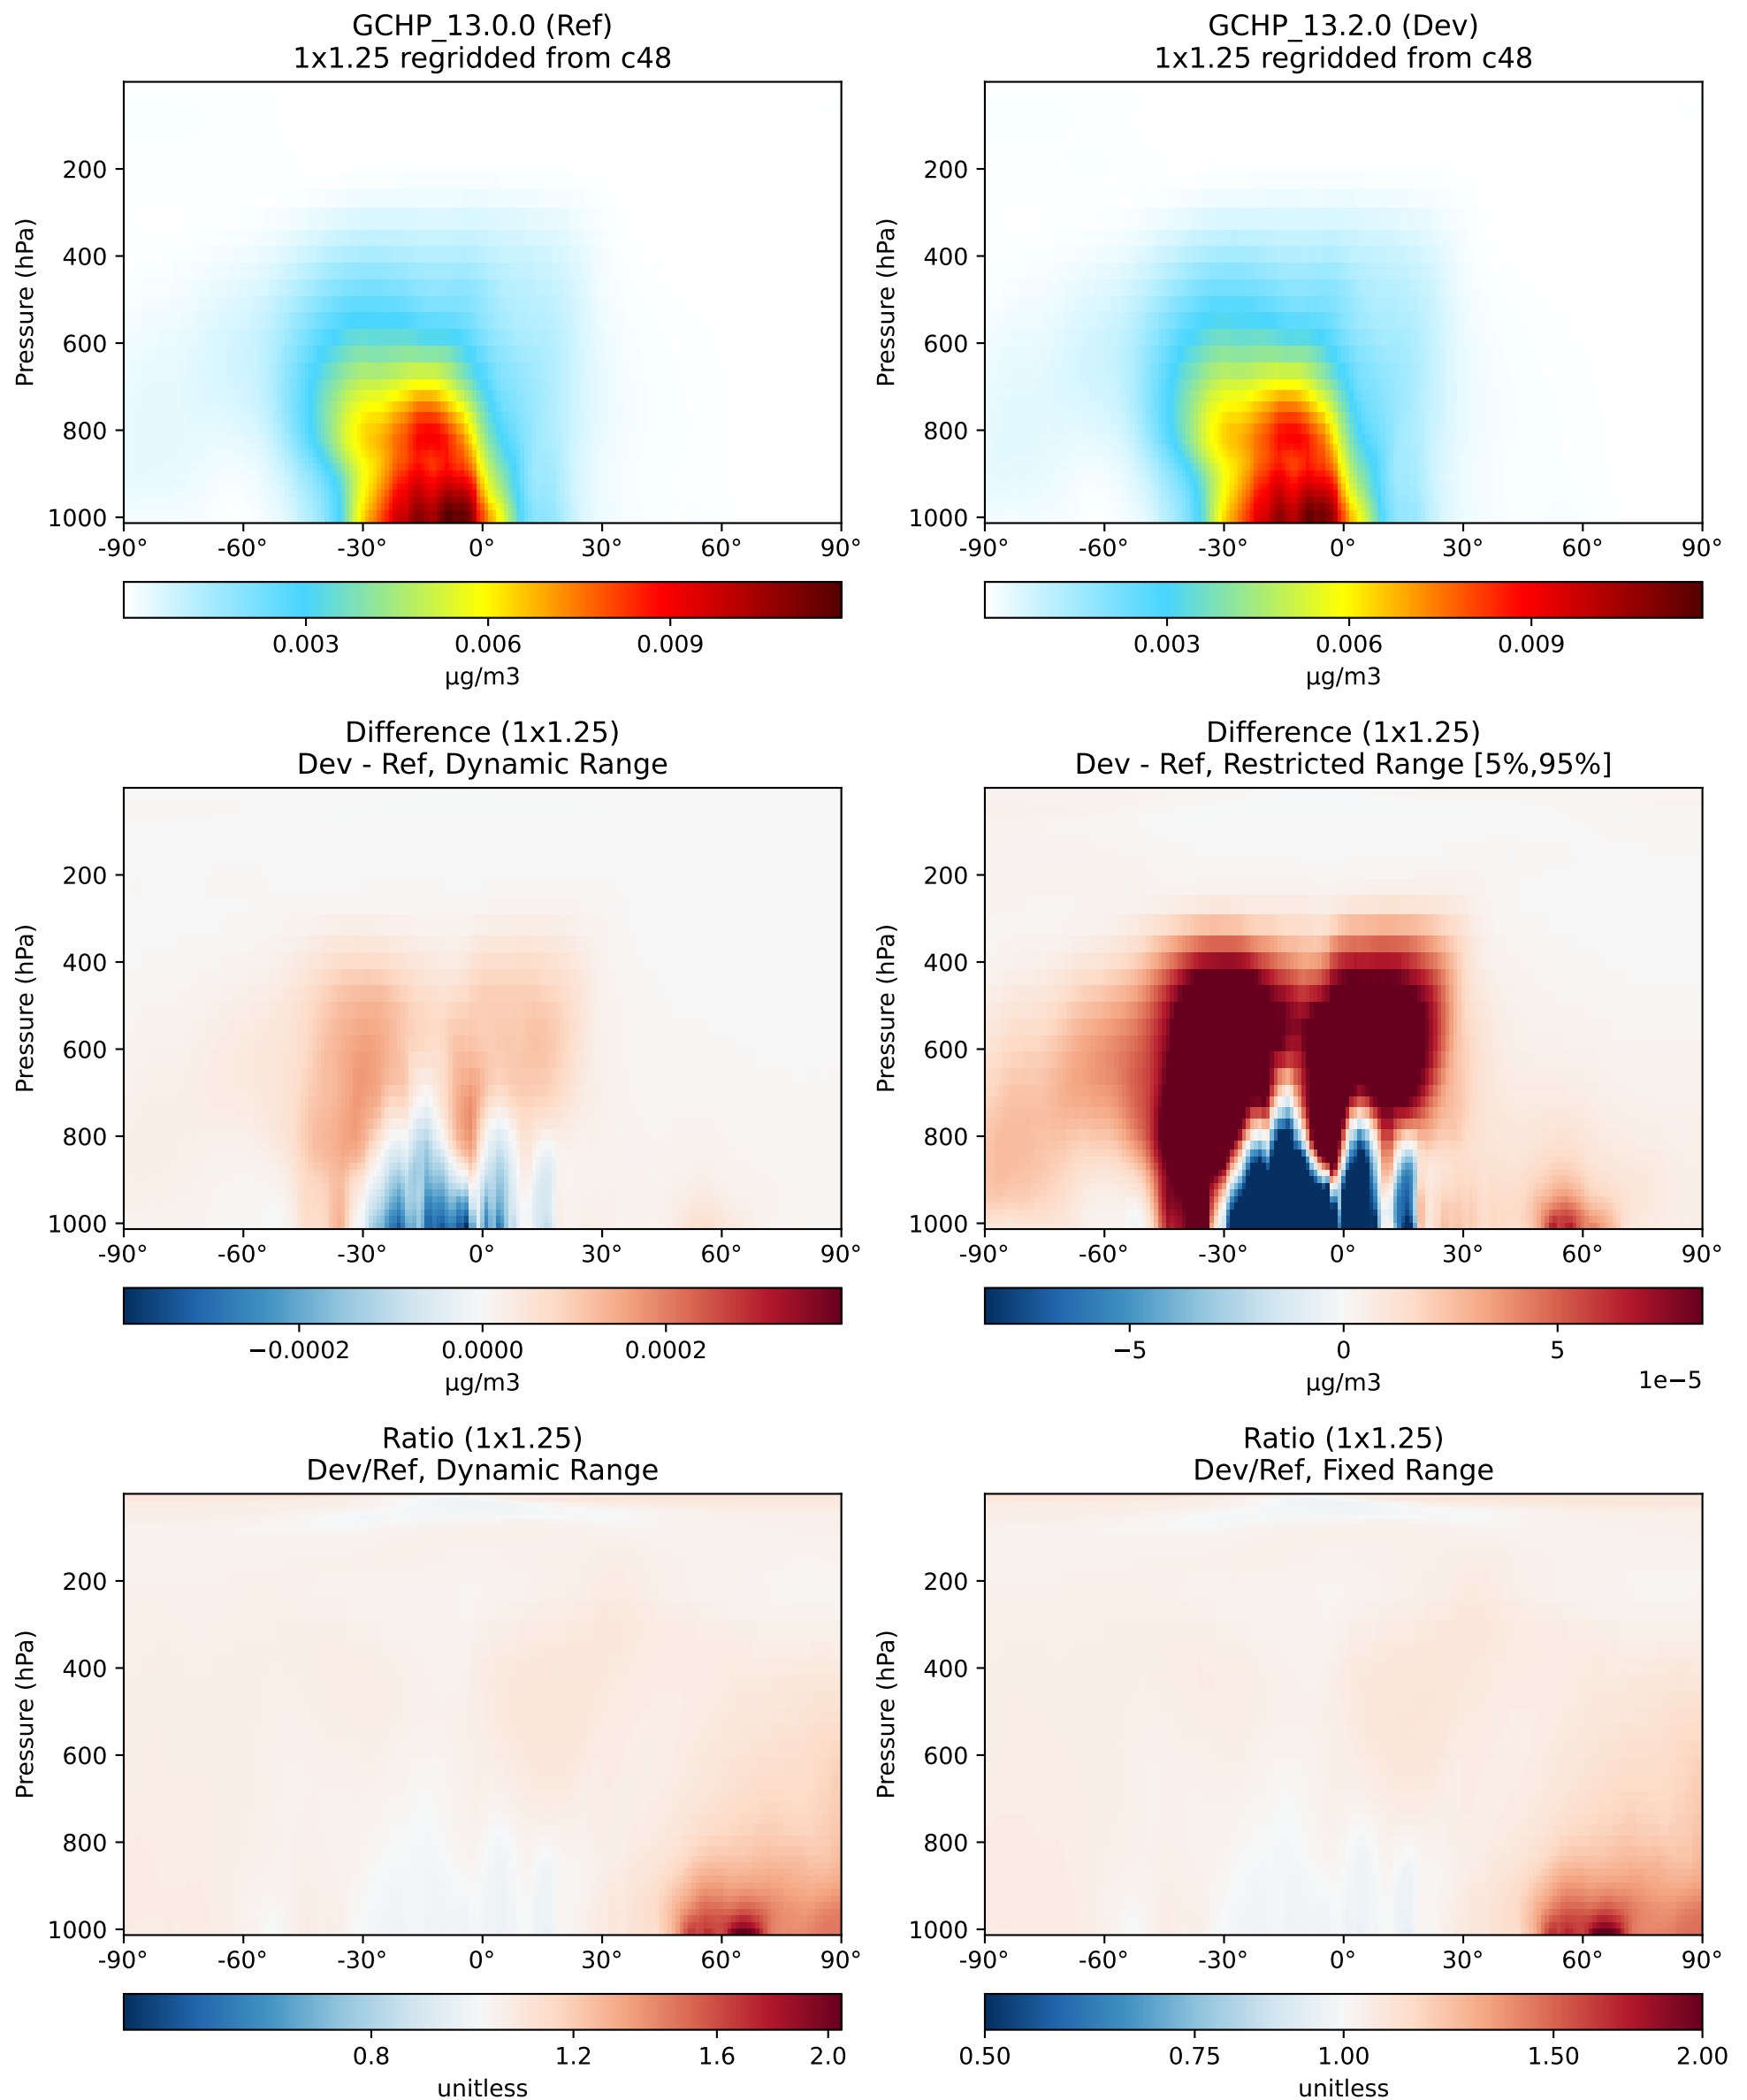 GCHP_13.0.0 (Ref)
1x1.25 regridded from c48
Pressure (hPa)
200
400
600
800
1000
-90° -60° -30° 0° 30° 60° 90°
0.003 0.006 0.009
μg/m3
GCHP_13.2.0 (Dev)
1x1.25 regridded from c48
Pressure (hPa)
200
400
600
800
1000
-90° -60° -30° 0° 30° 60° 90°
0.003 0.006 0.009
μg/m3
Difference (1x1.25)
Dev - Ref, Dynamic Range
Pressure (hPa)
200
400
600
800
1000
-90° -60° -30° 0° 30° 60° 90°
−0.0002 0.0000 0.0002
μg/m3
Difference (1x1.25)
Dev - Ref, Restricted Range [5%,95%]
Pressure (hPa)
200
400
600
800
1000
-90° -60° -30° 0° 30° 60° 90°
−5 0 5
μg/m3
1e−5
Ratio (1x1.25)
Dev/Ref, Dynamic Range
Pressure (hPa)
200
400
600
800
1000
-90° -60° -30° 0° 30° 60° 90°
0.8 1.2 1.6 2.0
unitless
Ratio (1x1.25)
Dev/Ref, Fixed Range
Pressure (hPa)
200
400
600
800
1000
-90° -60° -30° 0° 30° 60° 90°
0.50 0.75 1.00 1.50 2.00
unitless